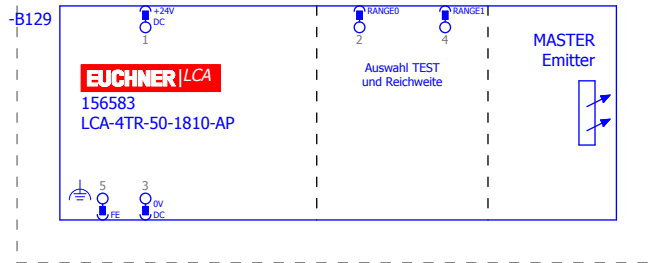 -B129
+24V
DC
1
RANGE0
2
RANGE1
4
MASTER
Emitter
EUCHNER LCA
Auswahl TEST
und Reichweite
156583
LCA-4TR-50-1810-AP
5
FE
3
0V
DC